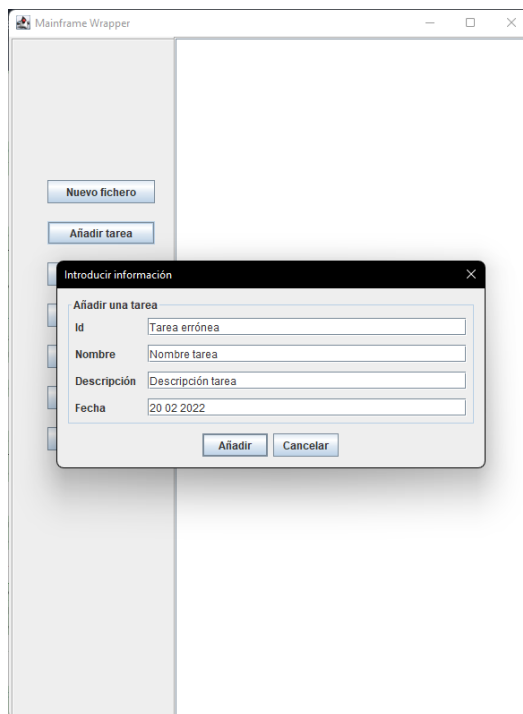 Mainframe Wrapper
Nuevo fichero
Añadir tarea
Introducir información
Añadir una tarea
Id Tarea errónea
Nombre Nombre tarea
Descripción Descripción tarea
Fecha 20 02 2022
Añadir Cancelar